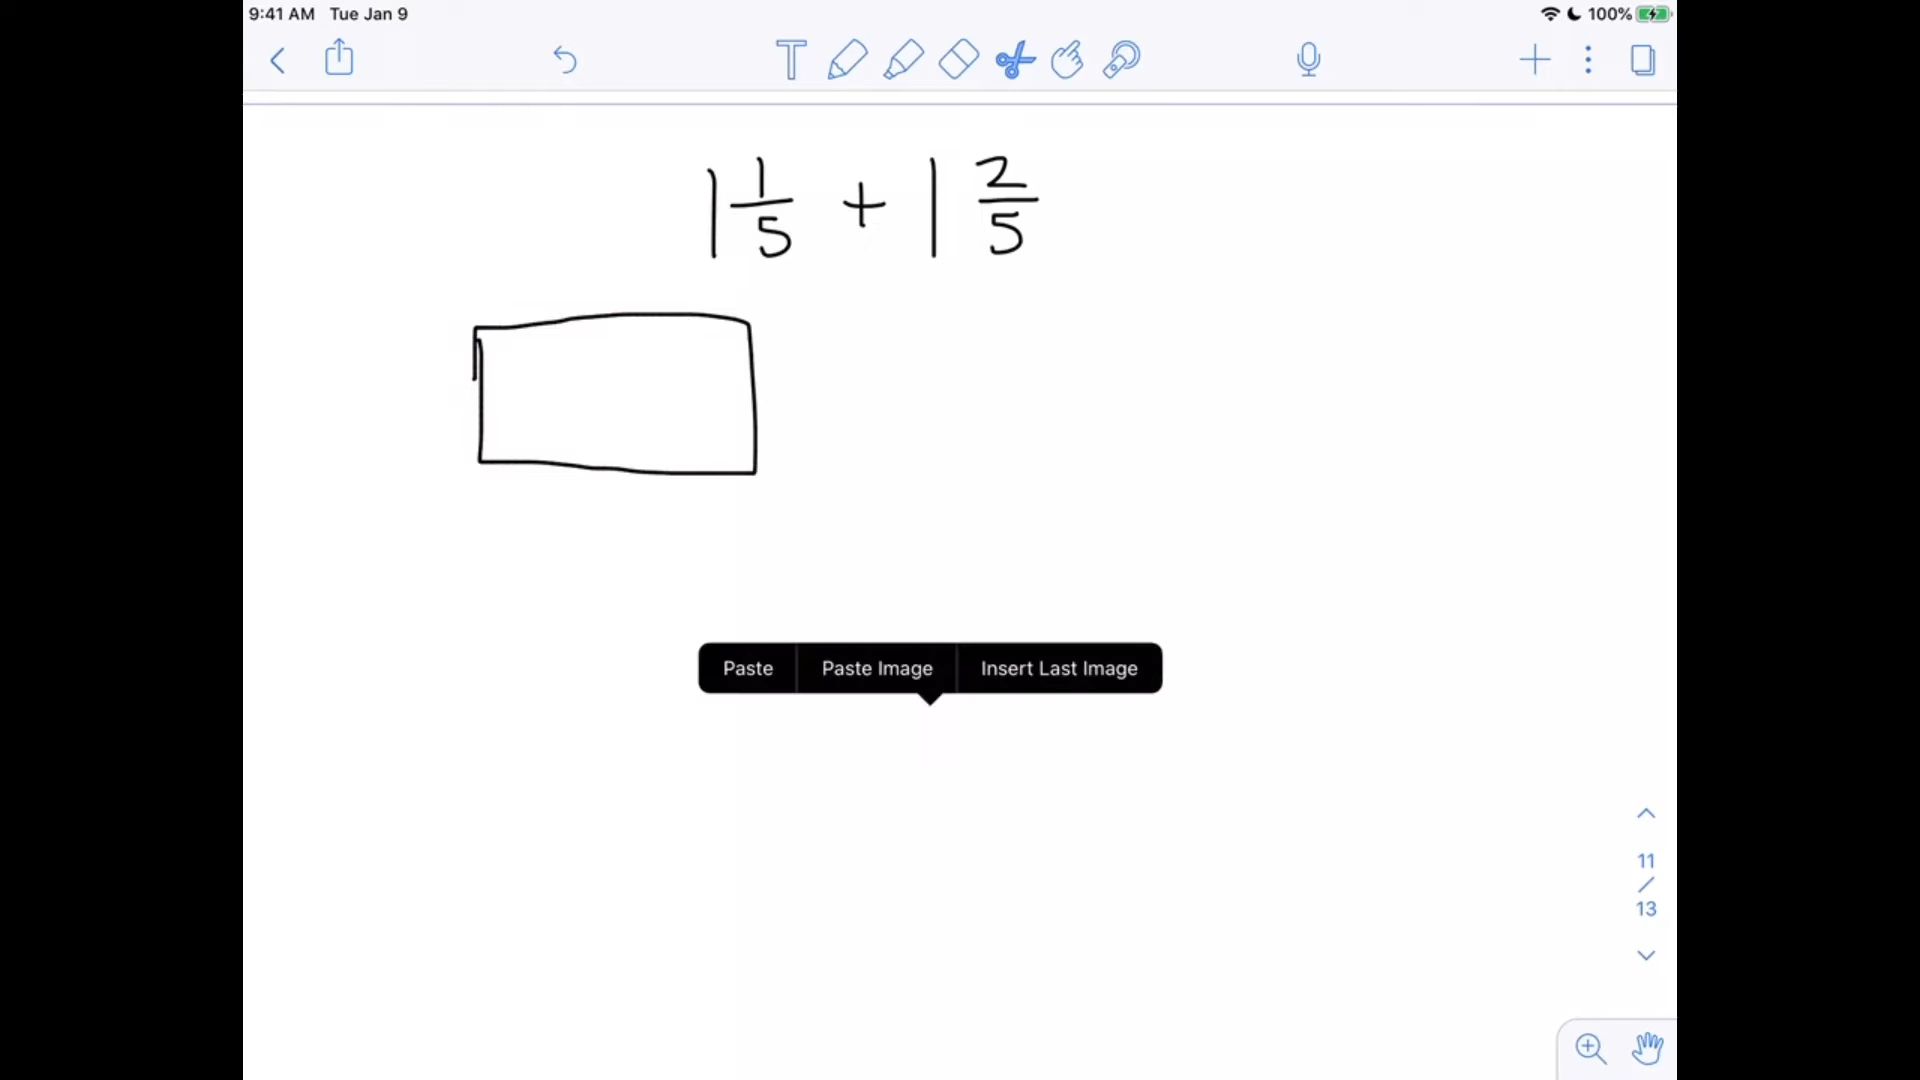 9:41 AM Tue Jan 9 100%
1 1/5 + 1 2/5
Paste Paste Image Insert Last Image
11
/
13